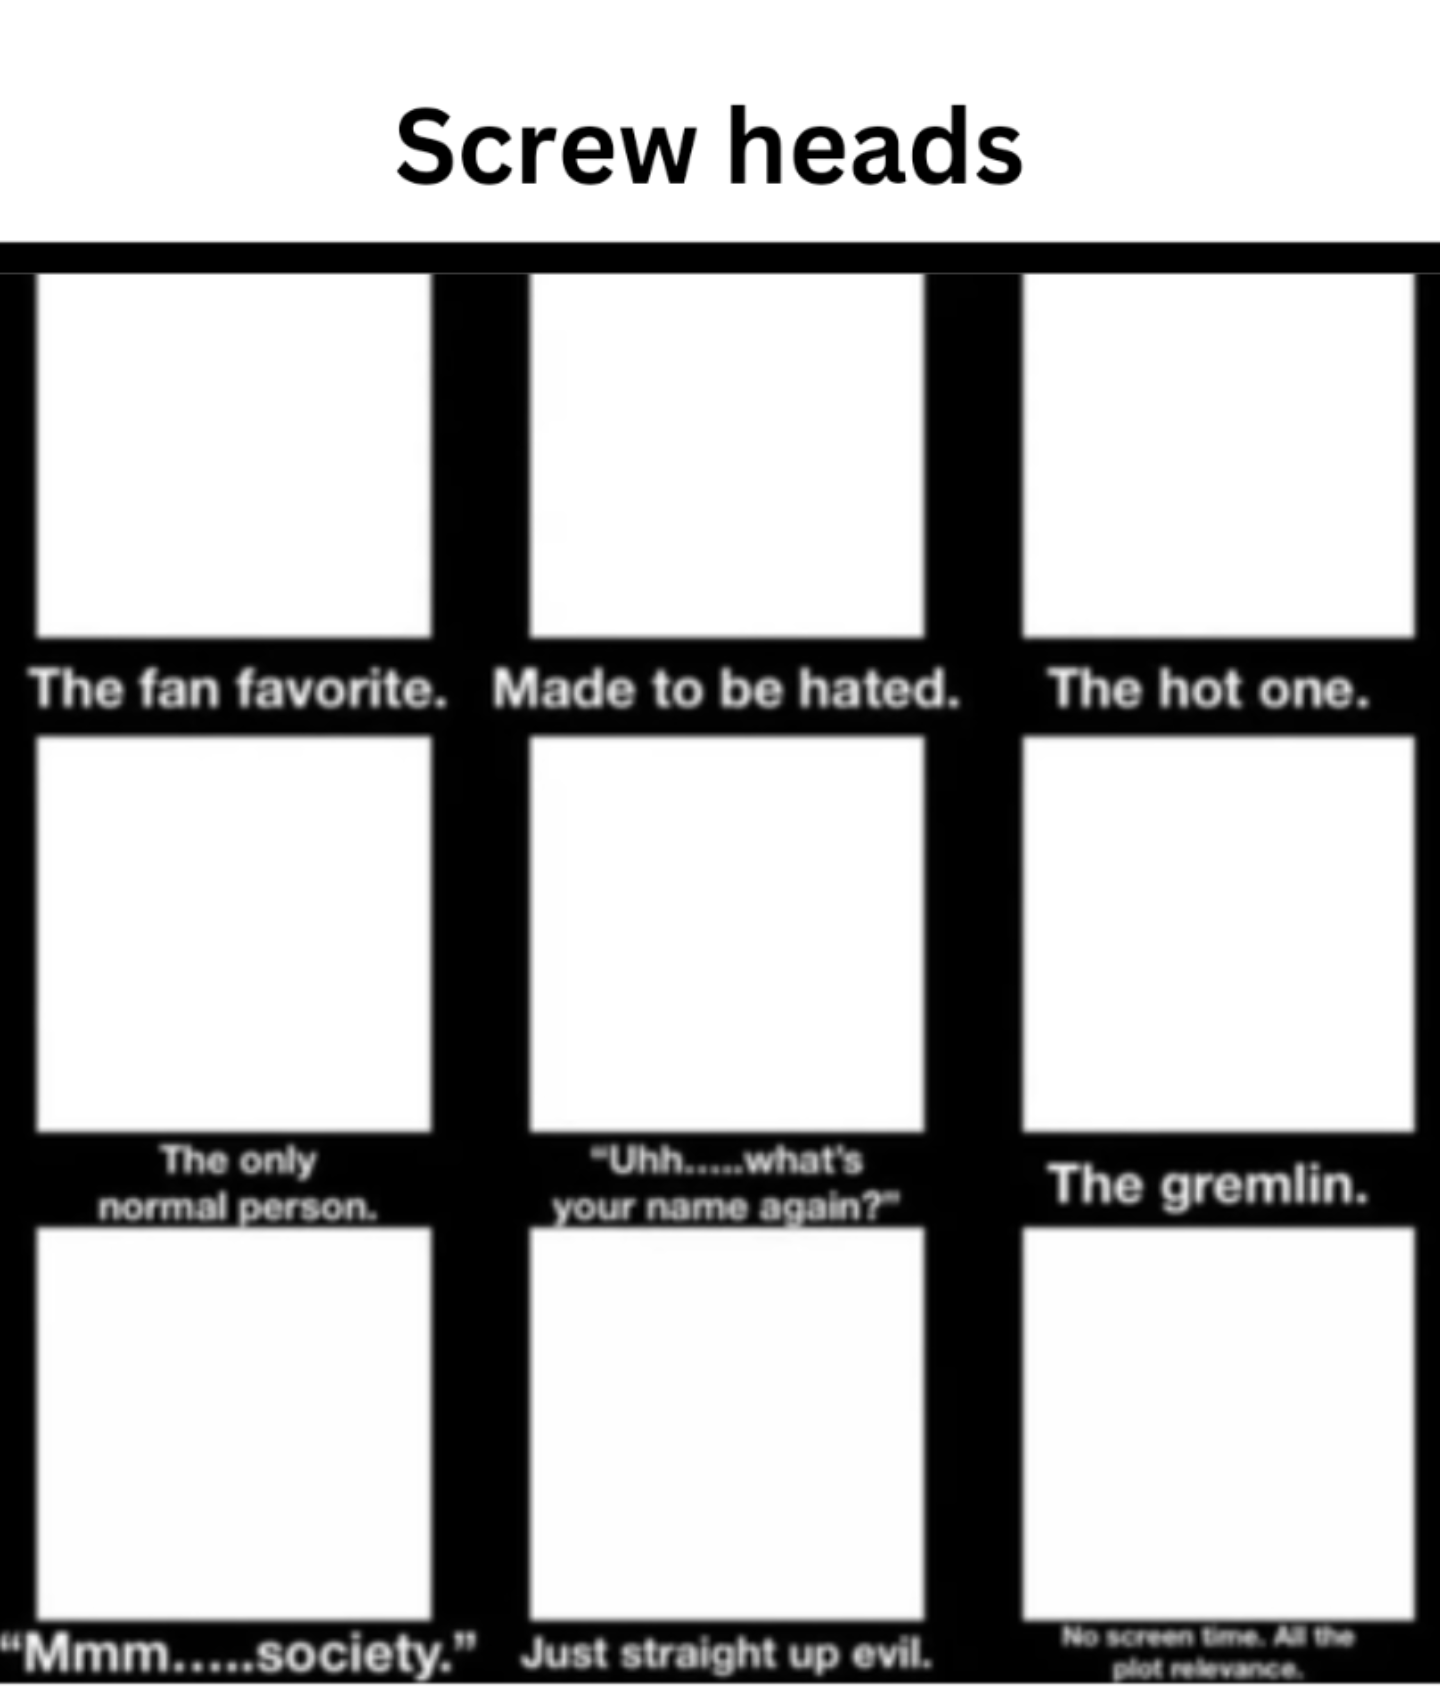 Screw heads
The fan favorite.
Made to be hated.
The hot one.
The only
normal person.
“Uhh.....what's
your name again?"
The gremlin.
“Mmm.....society.”
Just straight up evil.
No screen time. All the
plot relevance.